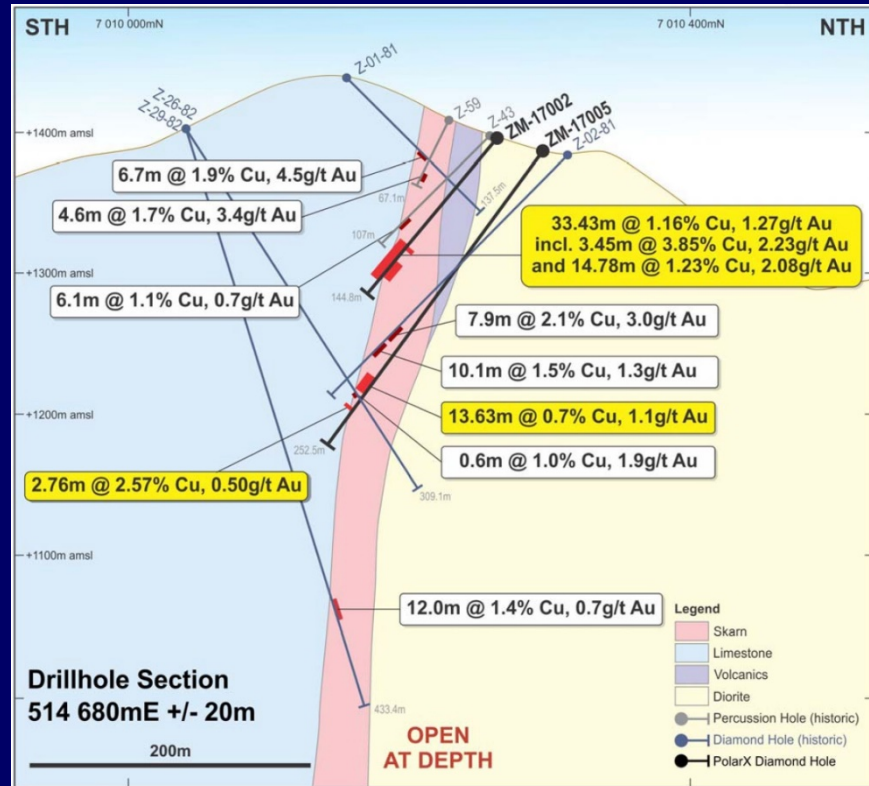 STH
7 010 000mN
7 010 400mN
NTH
Z-01-81
Z-26-82
Z-29-82
Z-59
Z-43
ZM-17002
ZM-17005
Z-02-81
+1400m amsl
6.7m @ 1.9% Cu, 4.5g/t Au
67.1m
137.5m
4.6m @ 1.7% Cu, 3.4g/t Au
107m
33.43m @ 1.16% Cu, 1.27g/t Au
incl. 3.45m @ 3.85% Cu, 2.23g/t Au
and 14.78m @ 1.23% Cu, 2.08g/t Au
+1300m amsl
6.1m @ 1.1% Cu, 0.7g/t Au
144.8m
7.9m @ 2.1% Cu, 3.0g/t Au
10.1m @ 1.5% Cu, 1.3g/t Au
+1200m amsl
13.63m @ 0.7% Cu, 1.1g/t Au
252.5m
0.6m @ 1.0% Cu, 1.9g/t Au
2.76m @ 2.57% Cu, 0.50g/t Au
309.1m
+1100m amsl
12.0m @ 1.4% Cu, 0.7g/t Au
Legend
Skarn
Limestone
Volcanics
Diorite
Percussion Hole (historic)
Diamond Hole (historic)
PolarX Diamond Hole
Drillhole Section
514 680mE +/- 20m
433.4m
200m
OPEN
AT DEPTH